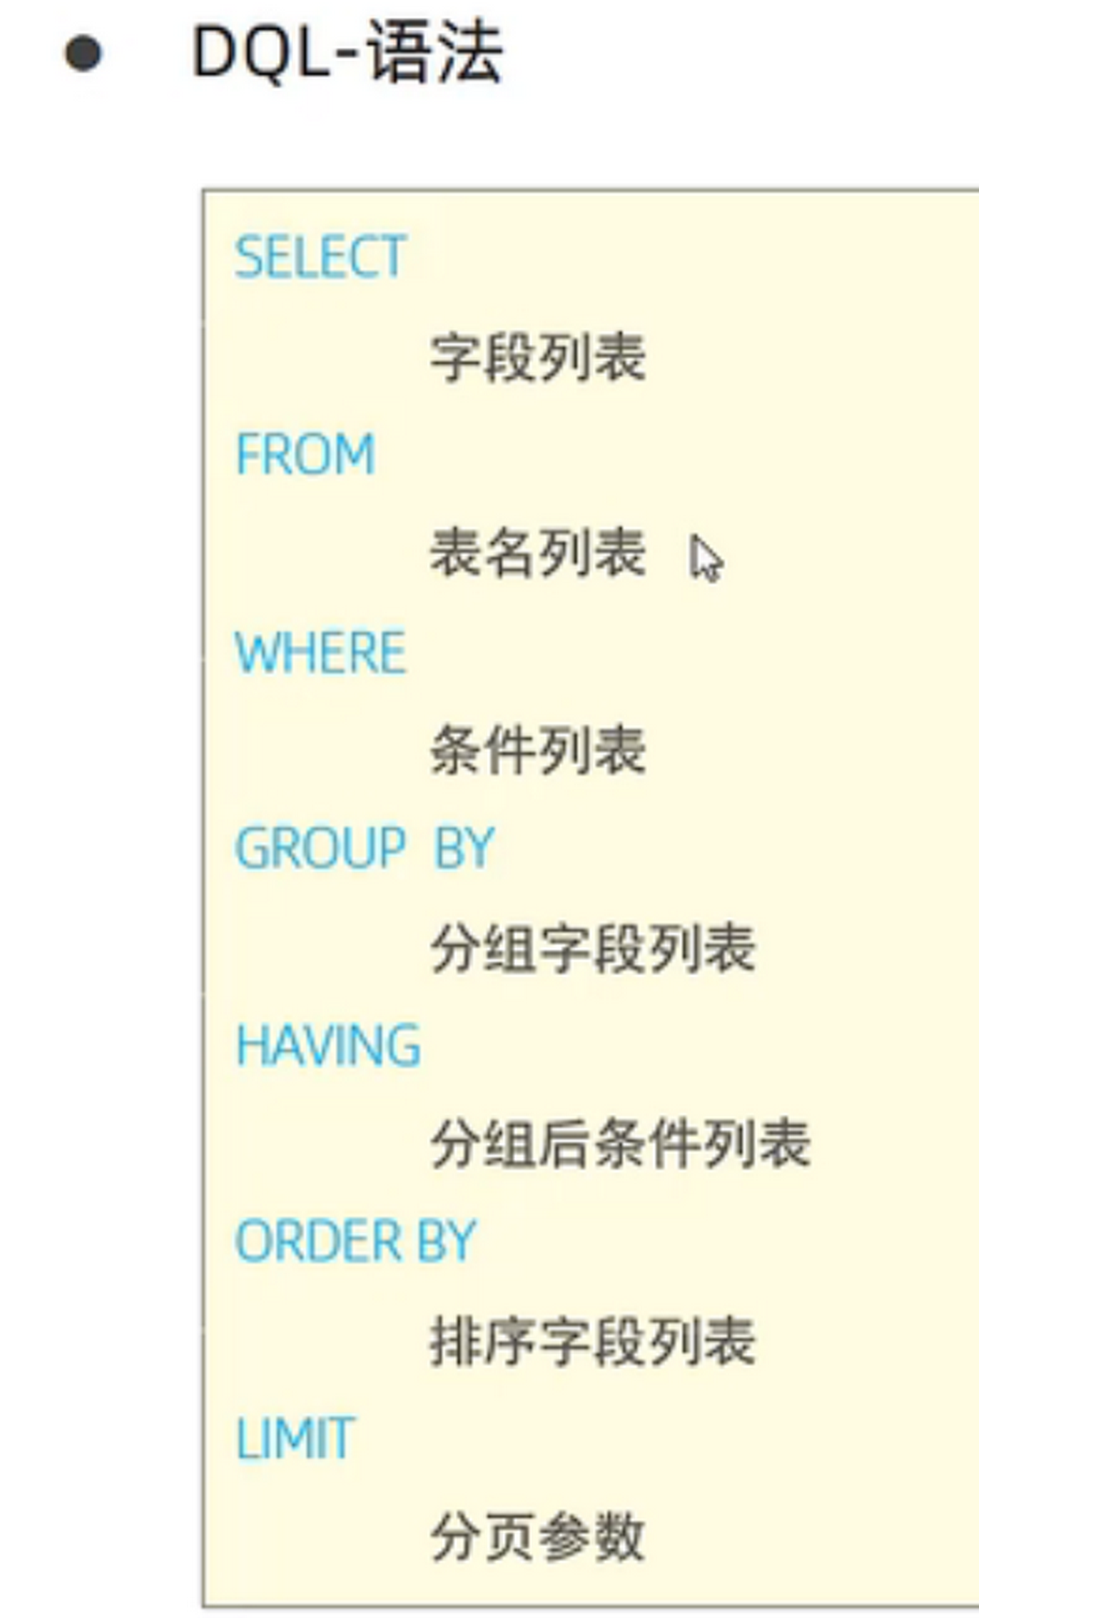 DQL-语法
SELECT
字段列表
FROM
表名列表
WHERE
条件列表
GROUP BY
分组字段列表
HAVING
分组后条件列表
ORDER BY
排序字段列表
LIMIT
分页参数